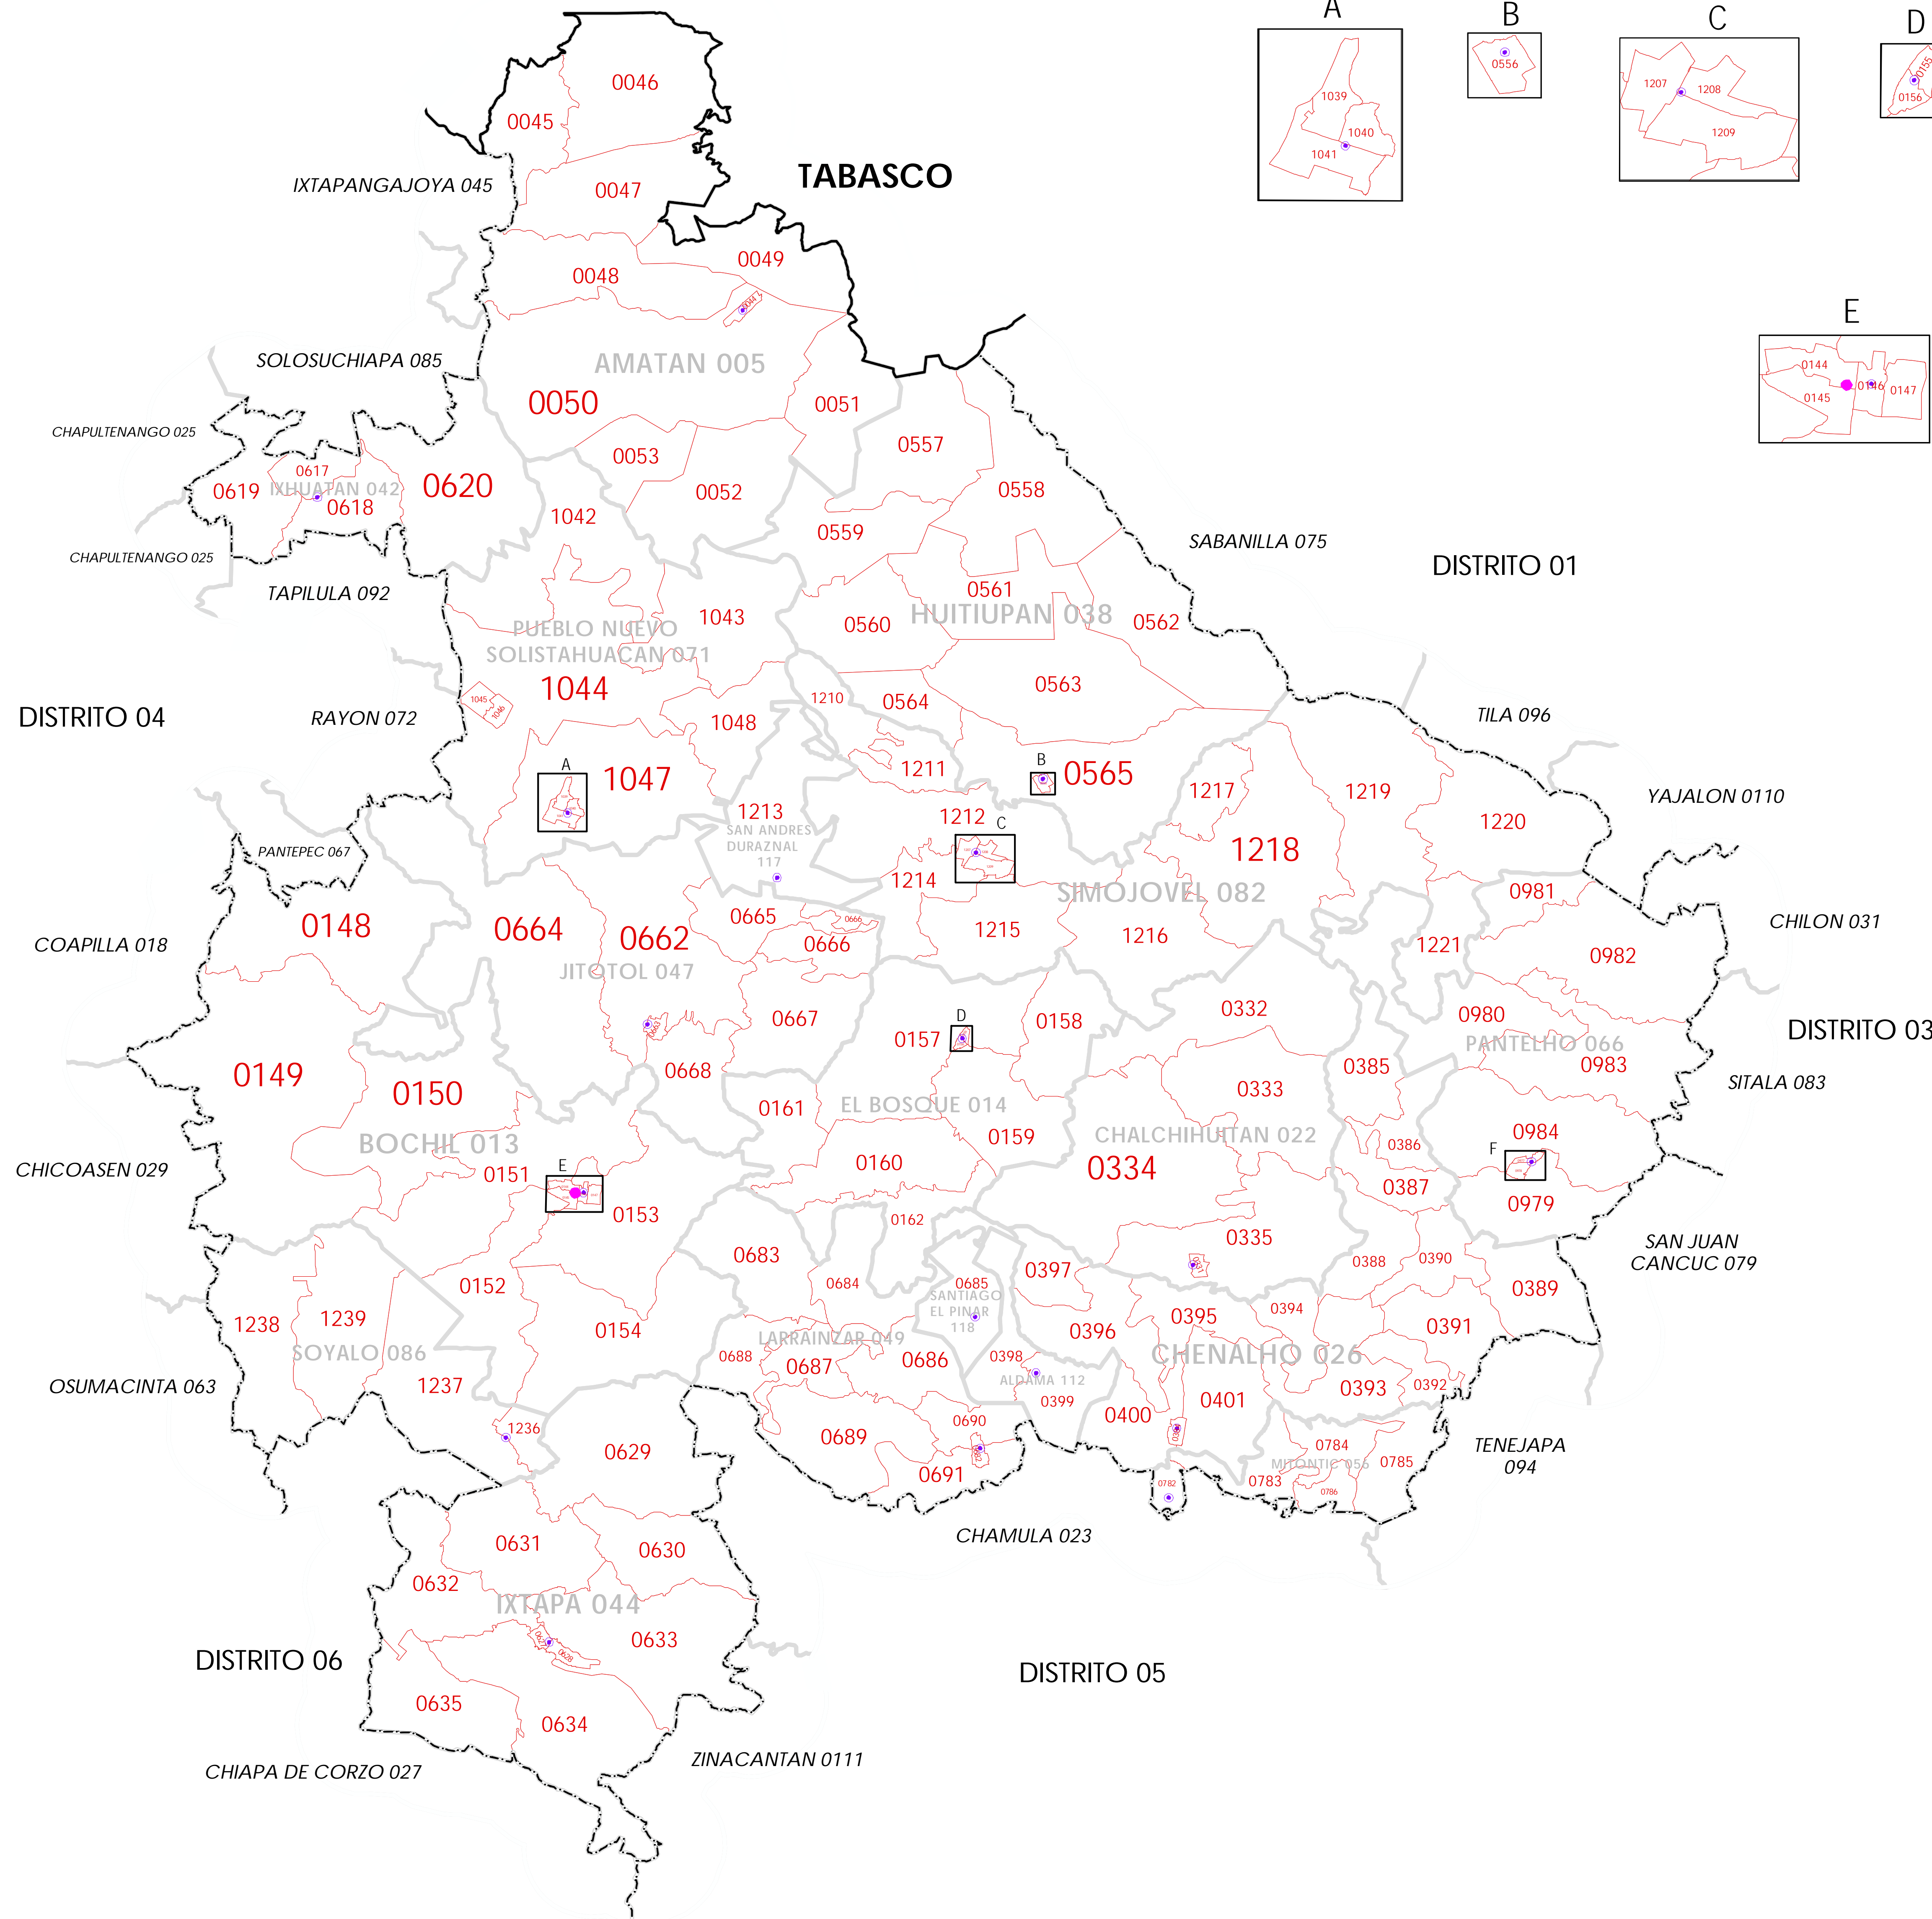 A
B
C
D
0046
0045
0047
TABASCO
IXTAPANGAJOYA 045
1039
1040
1041
0556
1207
1208
1209
0155
0156
0048
0049
0044
E
0144
0145
0146
0147
SOLOSUCHIAPA 085
AMATAN 005
0050
0051
0053
0052
0557
0558
0559
CHAPULTENANGO 025
0617
0619
IXHUATAN 042
0618
0620
1042
CHAPULTENANGO 025
TAPILULA 092
SABANILLA 075
DISTRITO 01
0561
HUITIUPAN 038
0560
0562
1043
PUEBLO NUEVO
SOLISTAHUACAN 071
1044
1045
1046
1048
1210
0564
0563
DISTRITO 04
RAYON 072
TILA 096
A
1047
1211
B
0565
1217
1219
YAJALON 0110
1213
1212
C
1220
SAN ANDRES
DURAZNAL
117
1218
PANTEPEC 067
1214
SIMOJOVEL 082
0981
0148
0664
0662
0665
0666
0666
1215
1216
1221
0982
CHILON 031
COAPILLA 018
JITOTOL 047
0663
0667
D
0157
0158
0332
0980
PANTELHO 066
DISTRITO 03
0149
0150
0668
0385
0983
SITALA 083
0161
EL BOSQUE 014
0333
BOCHIL 013
0159
CHALCHIHUITAN 022
0386
0984
CHICOASEN 029
0151
E
0160
0334
F
0387
0153
0162
0979
0335
0683
0684
0685
0397
0388
0390
SAN JUAN
CANCUC 079
0152
0389
SANTIAGO
EL PINAR
118
0395
0394
1238
1239
0154
0396
0391
SOYALO 086
LARRAINZAR 049
CHENALHO 026
0688
0687
0686
0398
ALDAMA 112
0393
0392
OSUMACINTA 063
1237
0399
0400
0401
1236
0690
0689
0691
0629
0784
MITONTIC 056
0785
TENEJAPA
094
0783
0782
0786
CHAMULA 023
0631
0630
0632
IXTAPA 044
0627
0628
0633
DISTRITO 06
DISTRITO 05
0635
0634
ZINACANTAN 0111
CHIAPA DE CORZO 027